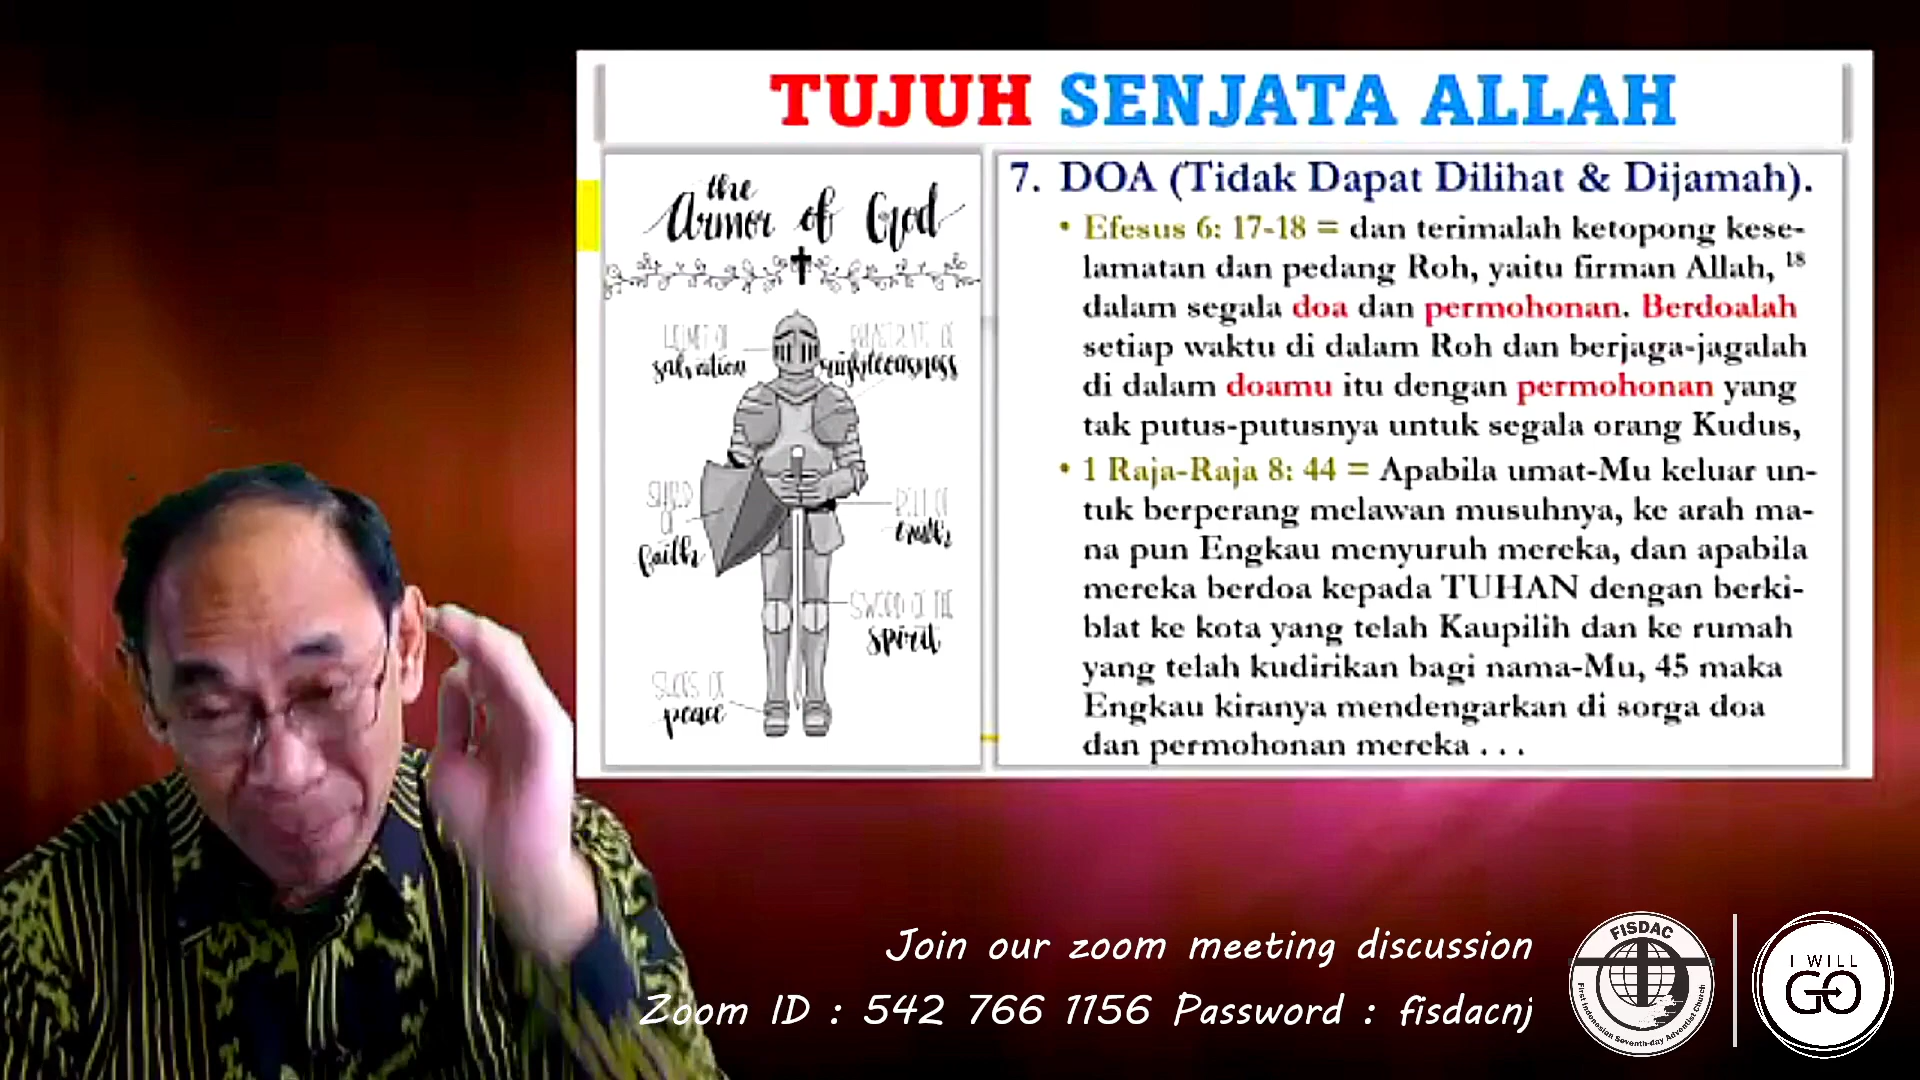 TUJUH SENJATA ALLAH
the
Armor of God
HELMET OF
salvation
BREASTPLATE OF
righteousness
SHIELD
OF
faith
BELT OF
truth
SWORD OF THE
spirit
SHOES OF
peace
7. DOA (Tidak Dapat Dilihat & Dijamah).
• Efesus 6: 17-18 = dan terimalah ketopong kese-
lamatan dan pedang Roh, yaitu firman Allah, 18
dalam segala doa dan permohonan. Berdoalah
setiap waktu di dalam Roh dan berjaga-jagalah
di dalam doamu itu dengan permohonan yang
tak putus-putusnya untuk segala orang Kudus,
• 1 Raja-Raja 8: 44 = Apabila umat-Mu keluar un-
tuk berperang melawan musuhnya, ke arah ma-
na pun Engkau menyuruh mereka, dan apabila
mereka berdoa kepada TUHAN dengan berki-
blat ke kota yang telah Kaupilih dan ke rumah
yang telah kudirikan bagi nama-Mu, 45 maka
Engkau kiranya mendengarkan di sorga doa
dan permohonan mereka . . .
Join our zoom meeting discussion
Zoom ID : 542 766 1156 Password : fisdacnj
FISDAC
First Indonesian Seventh-day Adventist Church
I WILL
GO